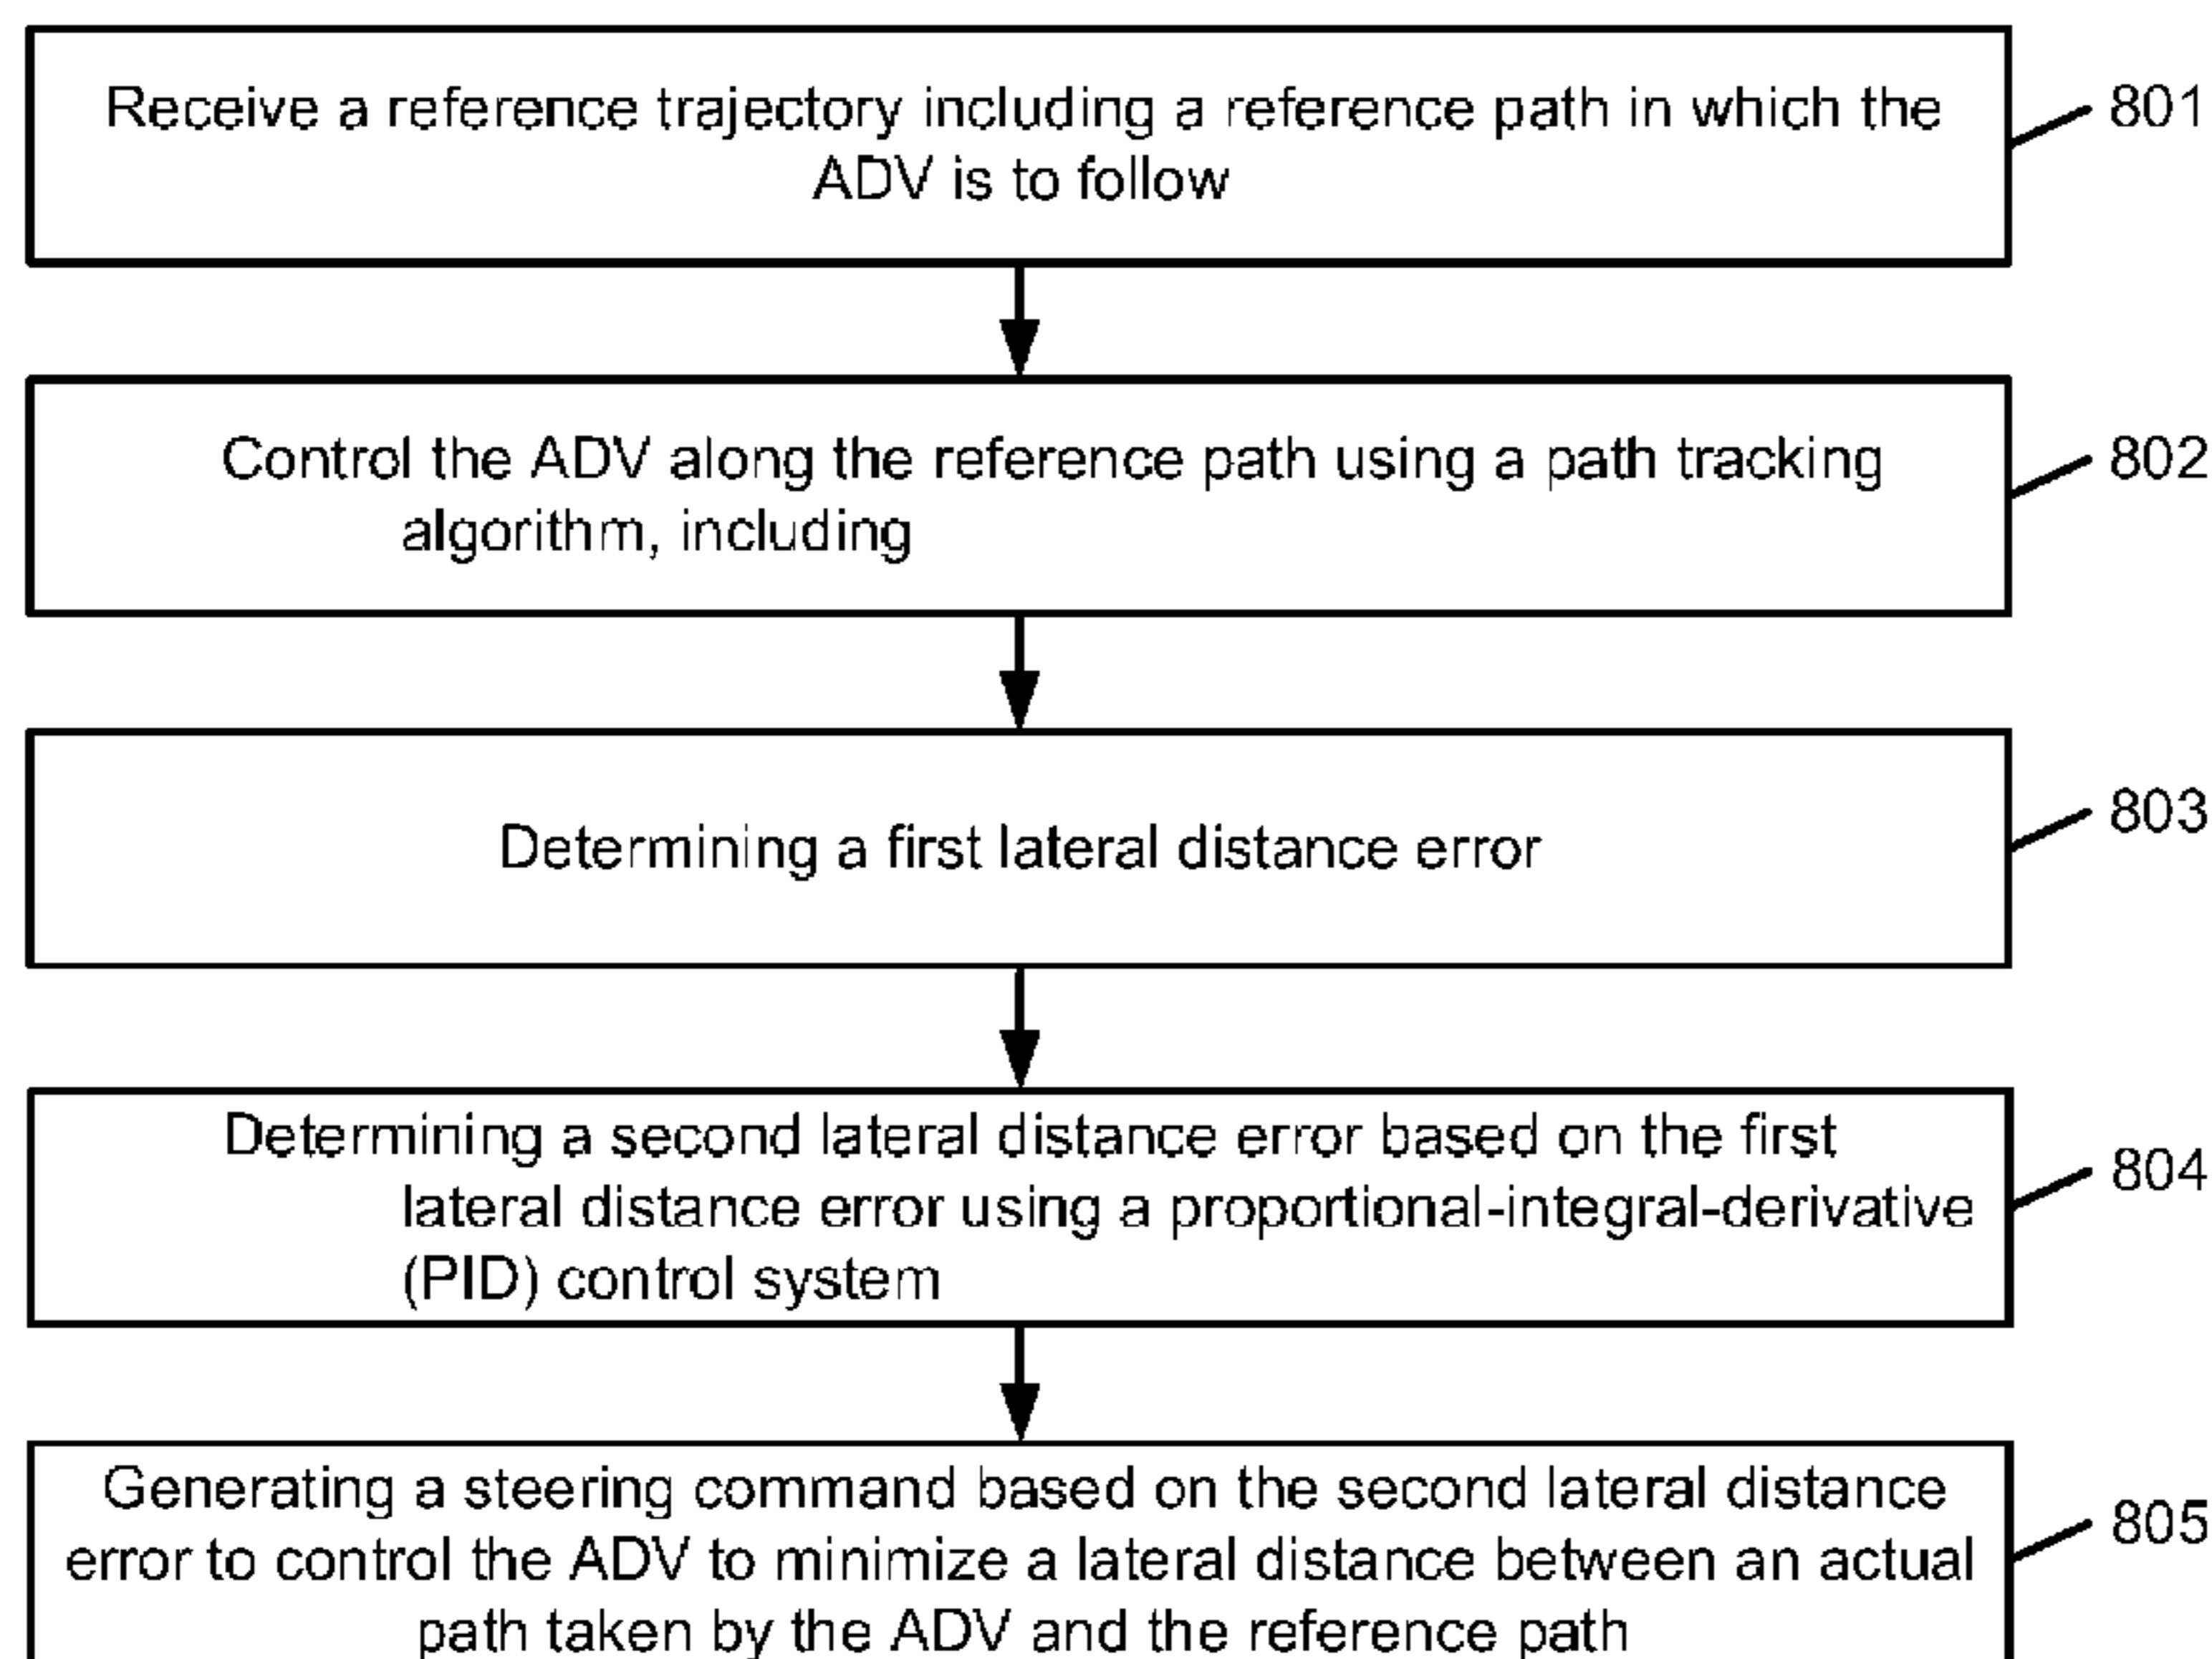 Receive a reference trajectory including a reference path in which the
ADV is to follow
801
Control the ADV along the reference path using a path tracking
algorithm, including
802
Determining a first lateral distance error
803
Determining a second lateral distance error based on the first
lateral distance error using a proportional-integral-derivative
(PID) control system
804
Generating a steering command based on the second lateral distance
error to control the ADV to minimize a lateral distance between an actual
path taken by the ADV and the reference path
805